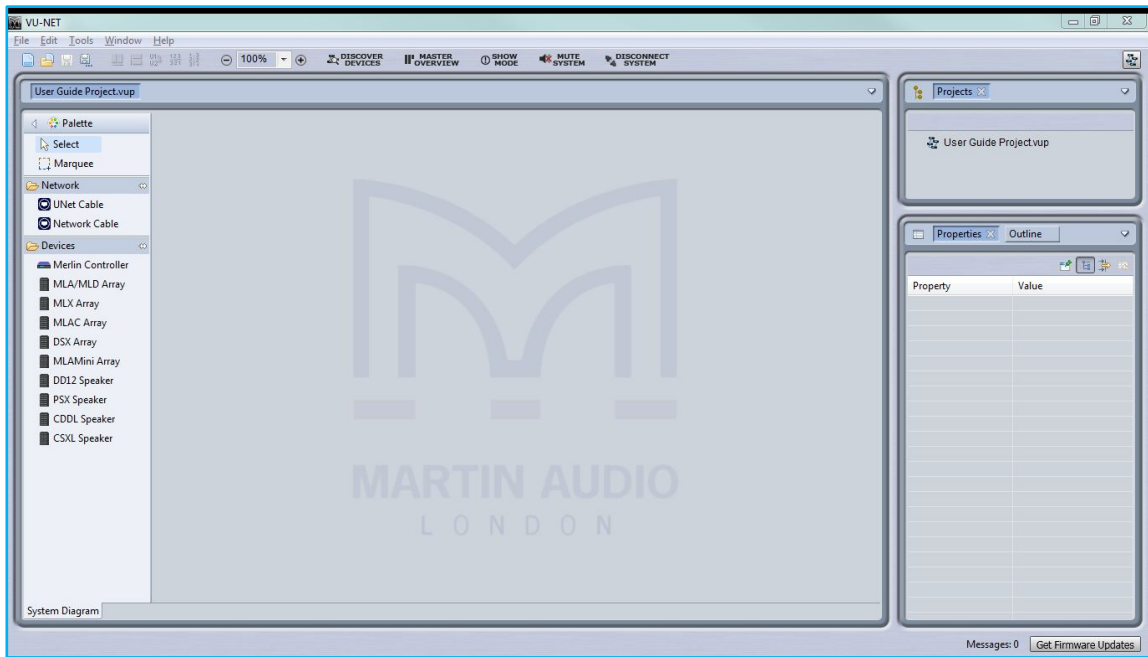 VU-NET
File Edit Tools Window Help
100% DISCOVER DEVICES MASTER OVERVIEW SHOW MODE MUTE SYSTEM DISCONNECT SYSTEM
User Guide Project.vup
Palette
Select
Marquee
Network
UNet Cable
Network Cable
Devices
Merlin Controller
MLA/MLD Array
MLX Array
MLAC Array
DSX Array
MLAMini Array
DD12 Speaker
PSX Speaker
CDDL Speaker
CSXL Speaker
MARTIN AUDIO
LONDON
System Diagram
Projects
User Guide Project.vup
Properties Outline
Property Value
Messages: 0 Get Firmware Updates